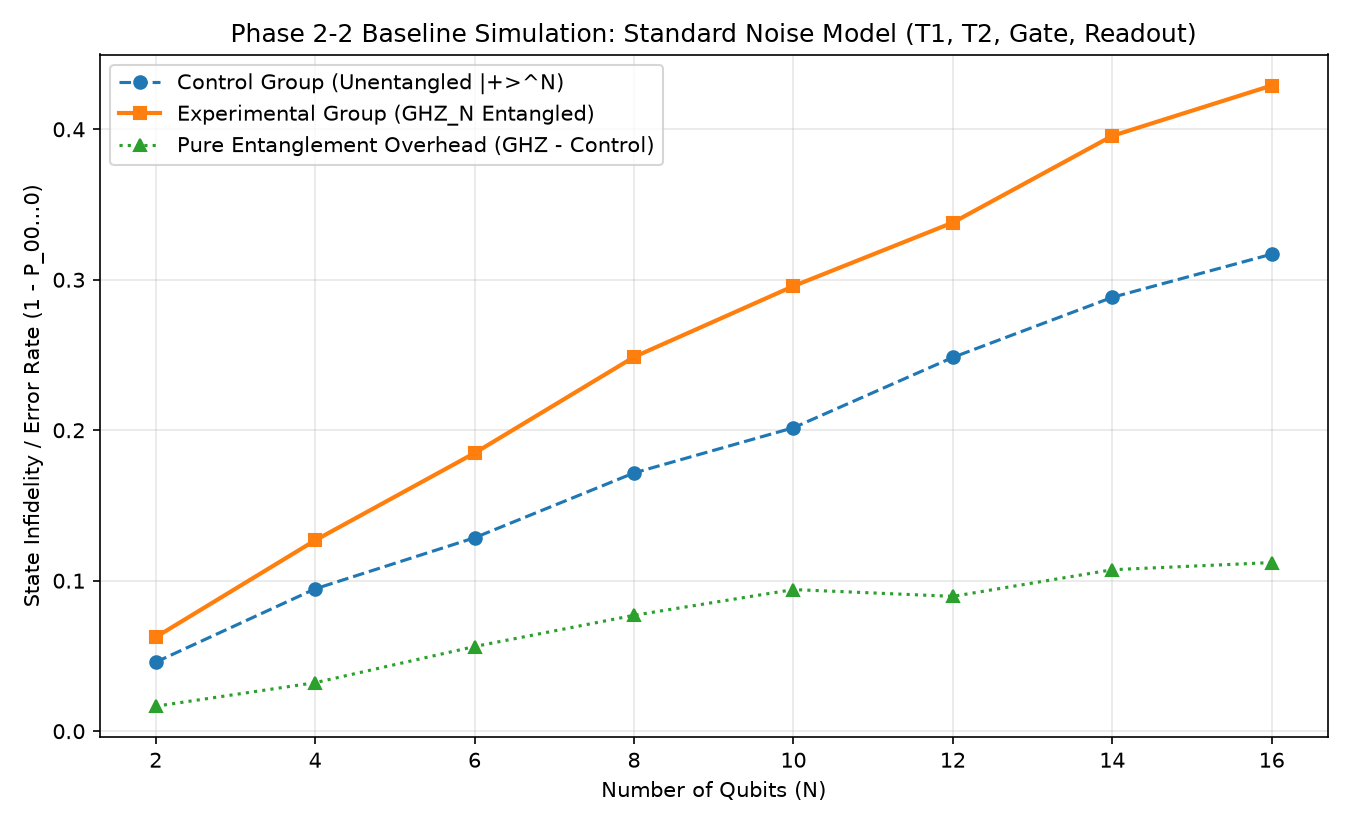 Phase 2-2 Baseline Simulation: Standard Noise Model (T1, T2, Gate, Readout)
Control Group (Unentangled |+>^N)
Experimental Group (GHZ_N Entangled)
Pure Entanglement Overhead (GHZ - Control)
State Infidelity / Error Rate (1 - P_00...0)
0.4
0.3
0.2
0.1
0.0
2 4 6 8 10 12 14 16
Number of Qubits (N)